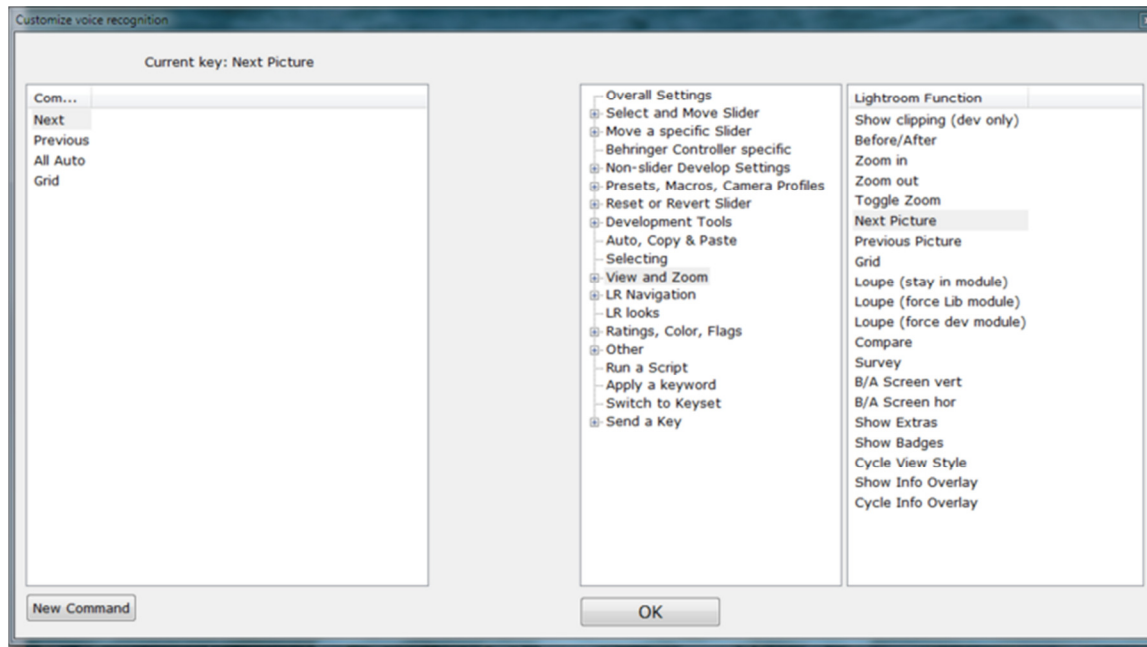 Customize voice recognition
Current key: Next Picture
Com...
Next
Previous
All Auto
Grid
New Command
Overall Settings
Select and Move Slider
Move a specific Slider
Behringer Controller specific
Non-slider Develop Settings
Presets, Macros, Camera Profiles
Reset or Revert Slider
Development Tools
Auto, Copy & Paste
Selecting
View and Zoom
LR Navigation
LR looks
Ratings, Color, Flags
Other
Run a Script
Apply a keyword
Switch to Keyset
Send a Key
Lightroom Function
Show clipping (dev only)
Before/After
Zoom in
Zoom out
Toggle Zoom
Next Picture
Previous Picture
Grid
Loupe (stay in module)
Loupe (force Lib module)
Loupe (force dev module)
Compare
Survey
B/A Screen vert
B/A Screen hor
Show Extras
Show Badges
Cycle View Style
Show Info Overlay
Cycle Info Overlay
OK